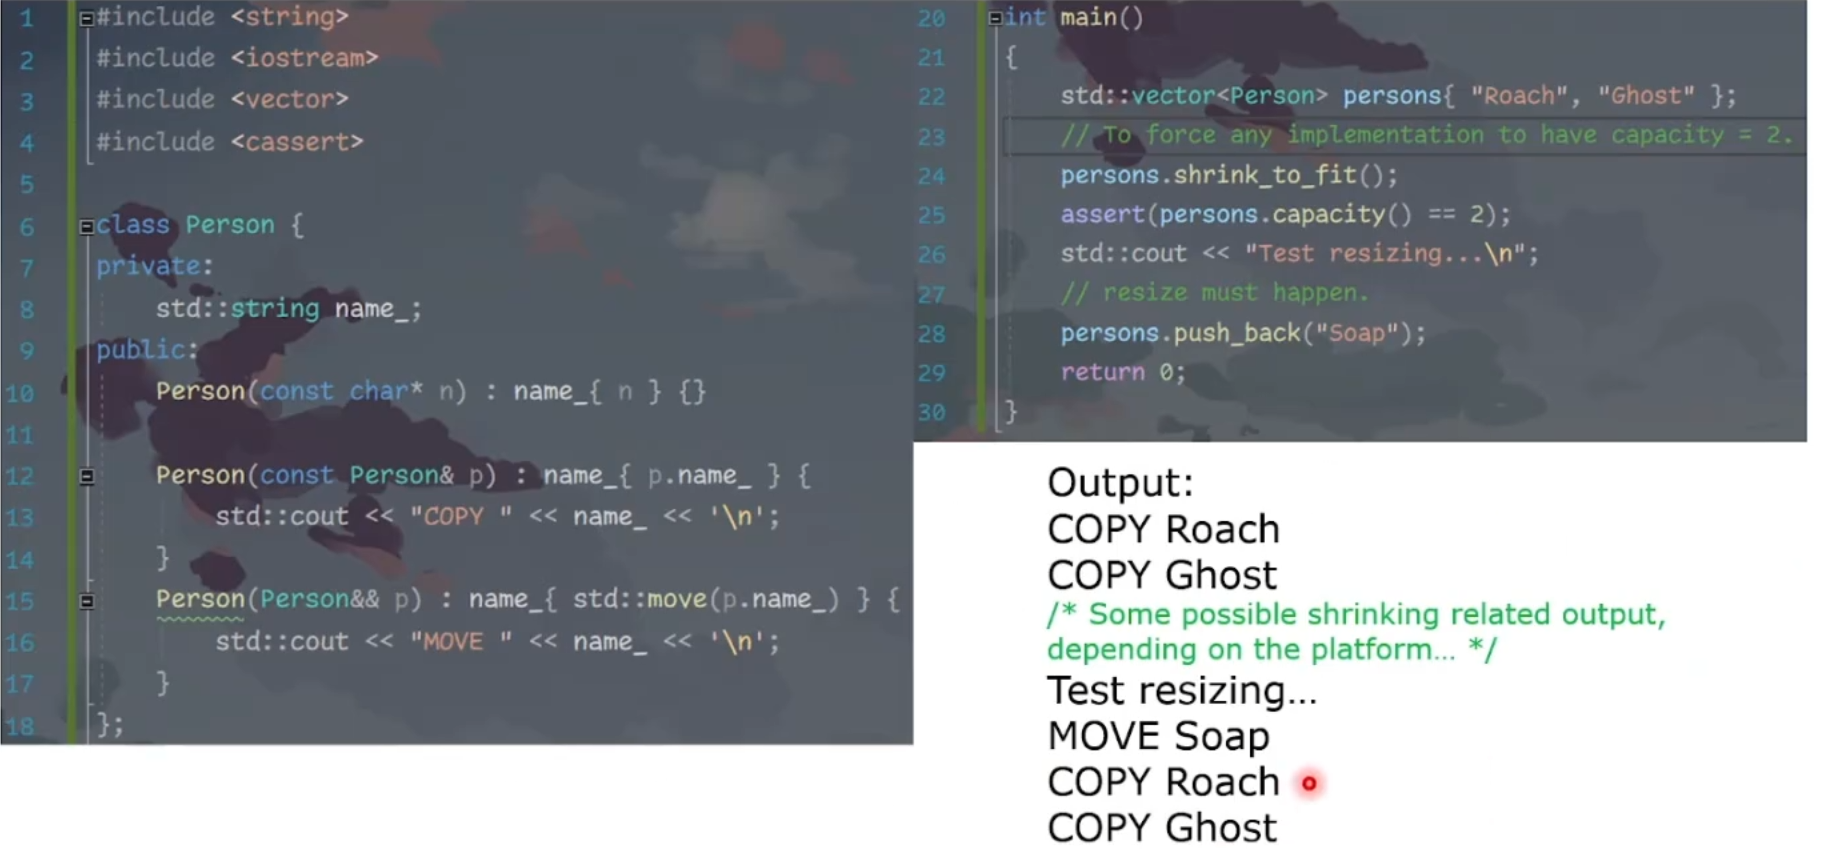 1 #include <string>
2 #include <iostream>
3 #include <vector>
4 #include <cassert>
5
6 class Person {
7 private:
8 std::string name_;
9 public:
10 Person(const char* n) : name_{ n } {}
11
12 Person(const Person& p) : name_{ p.name_ } {
13 std::cout << "COPY " << name_ << '\n';
14 }
15 Person(Person&& p) : name_{ std::move(p.name_) } {
16 std::cout << "MOVE " << name_ << '\n';
17 }
18 };
20 int main()
21 {
22 std::vector<Person> persons{ "Roach", "Ghost" };
23 // To force any implementation to have capacity = 2.
24 persons.shrink_to_fit();
25 assert(persons.capacity() == 2);
26 std::cout << "Test resizing...\n";
27 // resize must happen.
28 persons.push_back("Soap");
29 return 0;
30 }
Output:
COPY Roach
COPY Ghost
/* Some possible shrinking related output,
depending on the platform... */
Test resizing...
MOVE Soap
COPY Roach
COPY Ghost